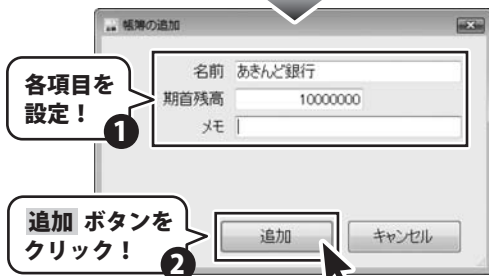 帳簿の追加
名前 あきんど銀行
期首残高 10000000
メモ
各項目を
設定！
1
追加 ボタンを
クリック！
2
追加 キャンセル